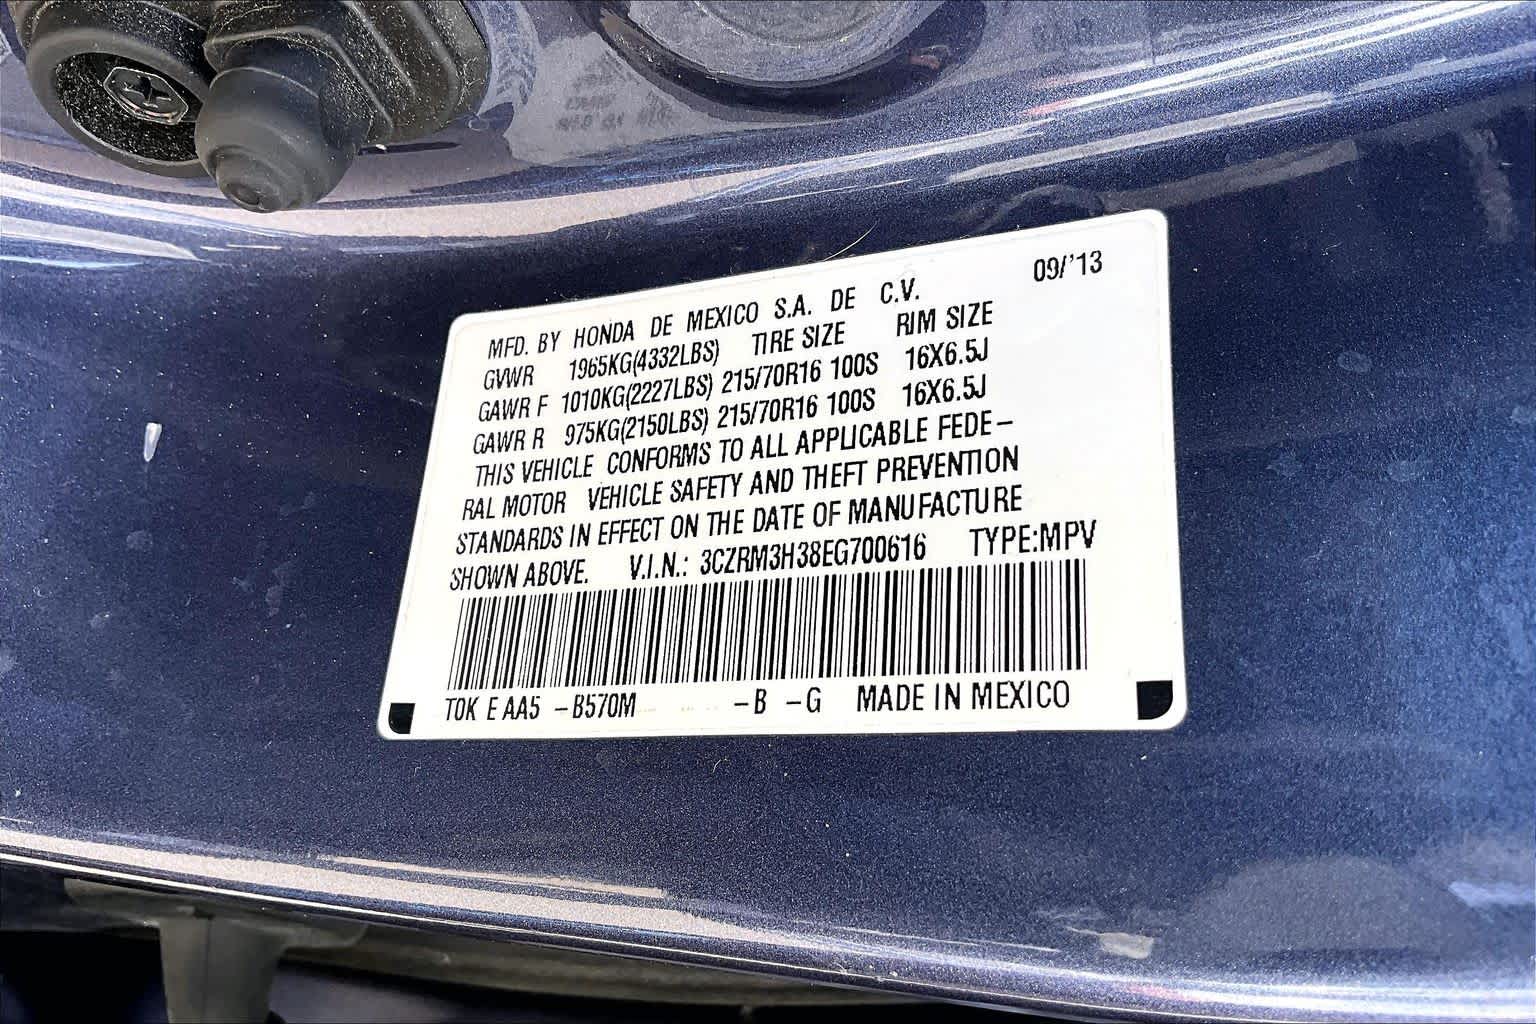 09/'13
MFD. BY HONDA DE MEXICO S.A. DE C.V.
GVWR 1965KG(4332LBS) TIRE SIZE RIM SIZE
GAWR F 1010KG(2227LBS) 215/70R16 100S 16X6.5J
GAWR R 975KG(2150LBS) 215/70R16 100S 16X6.5J
THIS VEHICLE CONFORMS TO ALL APPLICABLE FEDE-
RAL MOTOR VEHICLE SAFETY AND THEFT PREVENTION
STANDARDS IN EFFECT ON THE DATE OF MANUFACTURE
SHOWN ABOVE. V.I.N.: 3CZRM3H38EG700616 TYPE:MPV
T0K E AA5 -B570M -B -G MADE IN MEXICO